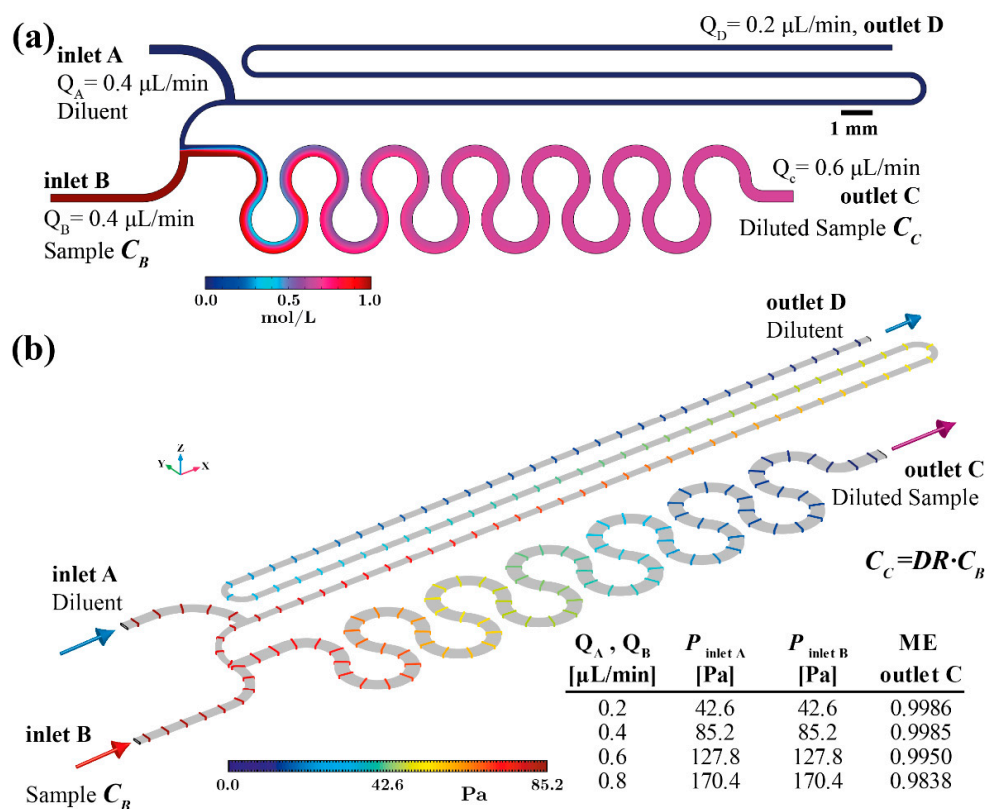 (a)
Q_D= 0.2 µL/min, outlet D
inlet A
Q_A= 0.4 µL/min
Diluent
1 mm
inlet B
Q_B= 0.4 µL/min
Sample C_B
Q_c= 0.6 µL/min
outlet C
Diluted Sample C_C
0.0 0.5 1.0
mol/L
(b)
outlet D
Dilutent
Z
Y X
outlet C
Diluted Sample
C_C=DR·C_B
inlet A
Diluent
inlet B
Sample C_B
0.0 42.6 85.2
Pa
Q_A , Q_B P inlet A P inlet B ME
[µL/min] [Pa] [Pa] outlet C
0.2 42.6 42.6 0.9986
0.4 85.2 85.2 0.9985
0.6 127.8 127.8 0.9950
0.8 170.4 170.4 0.9838